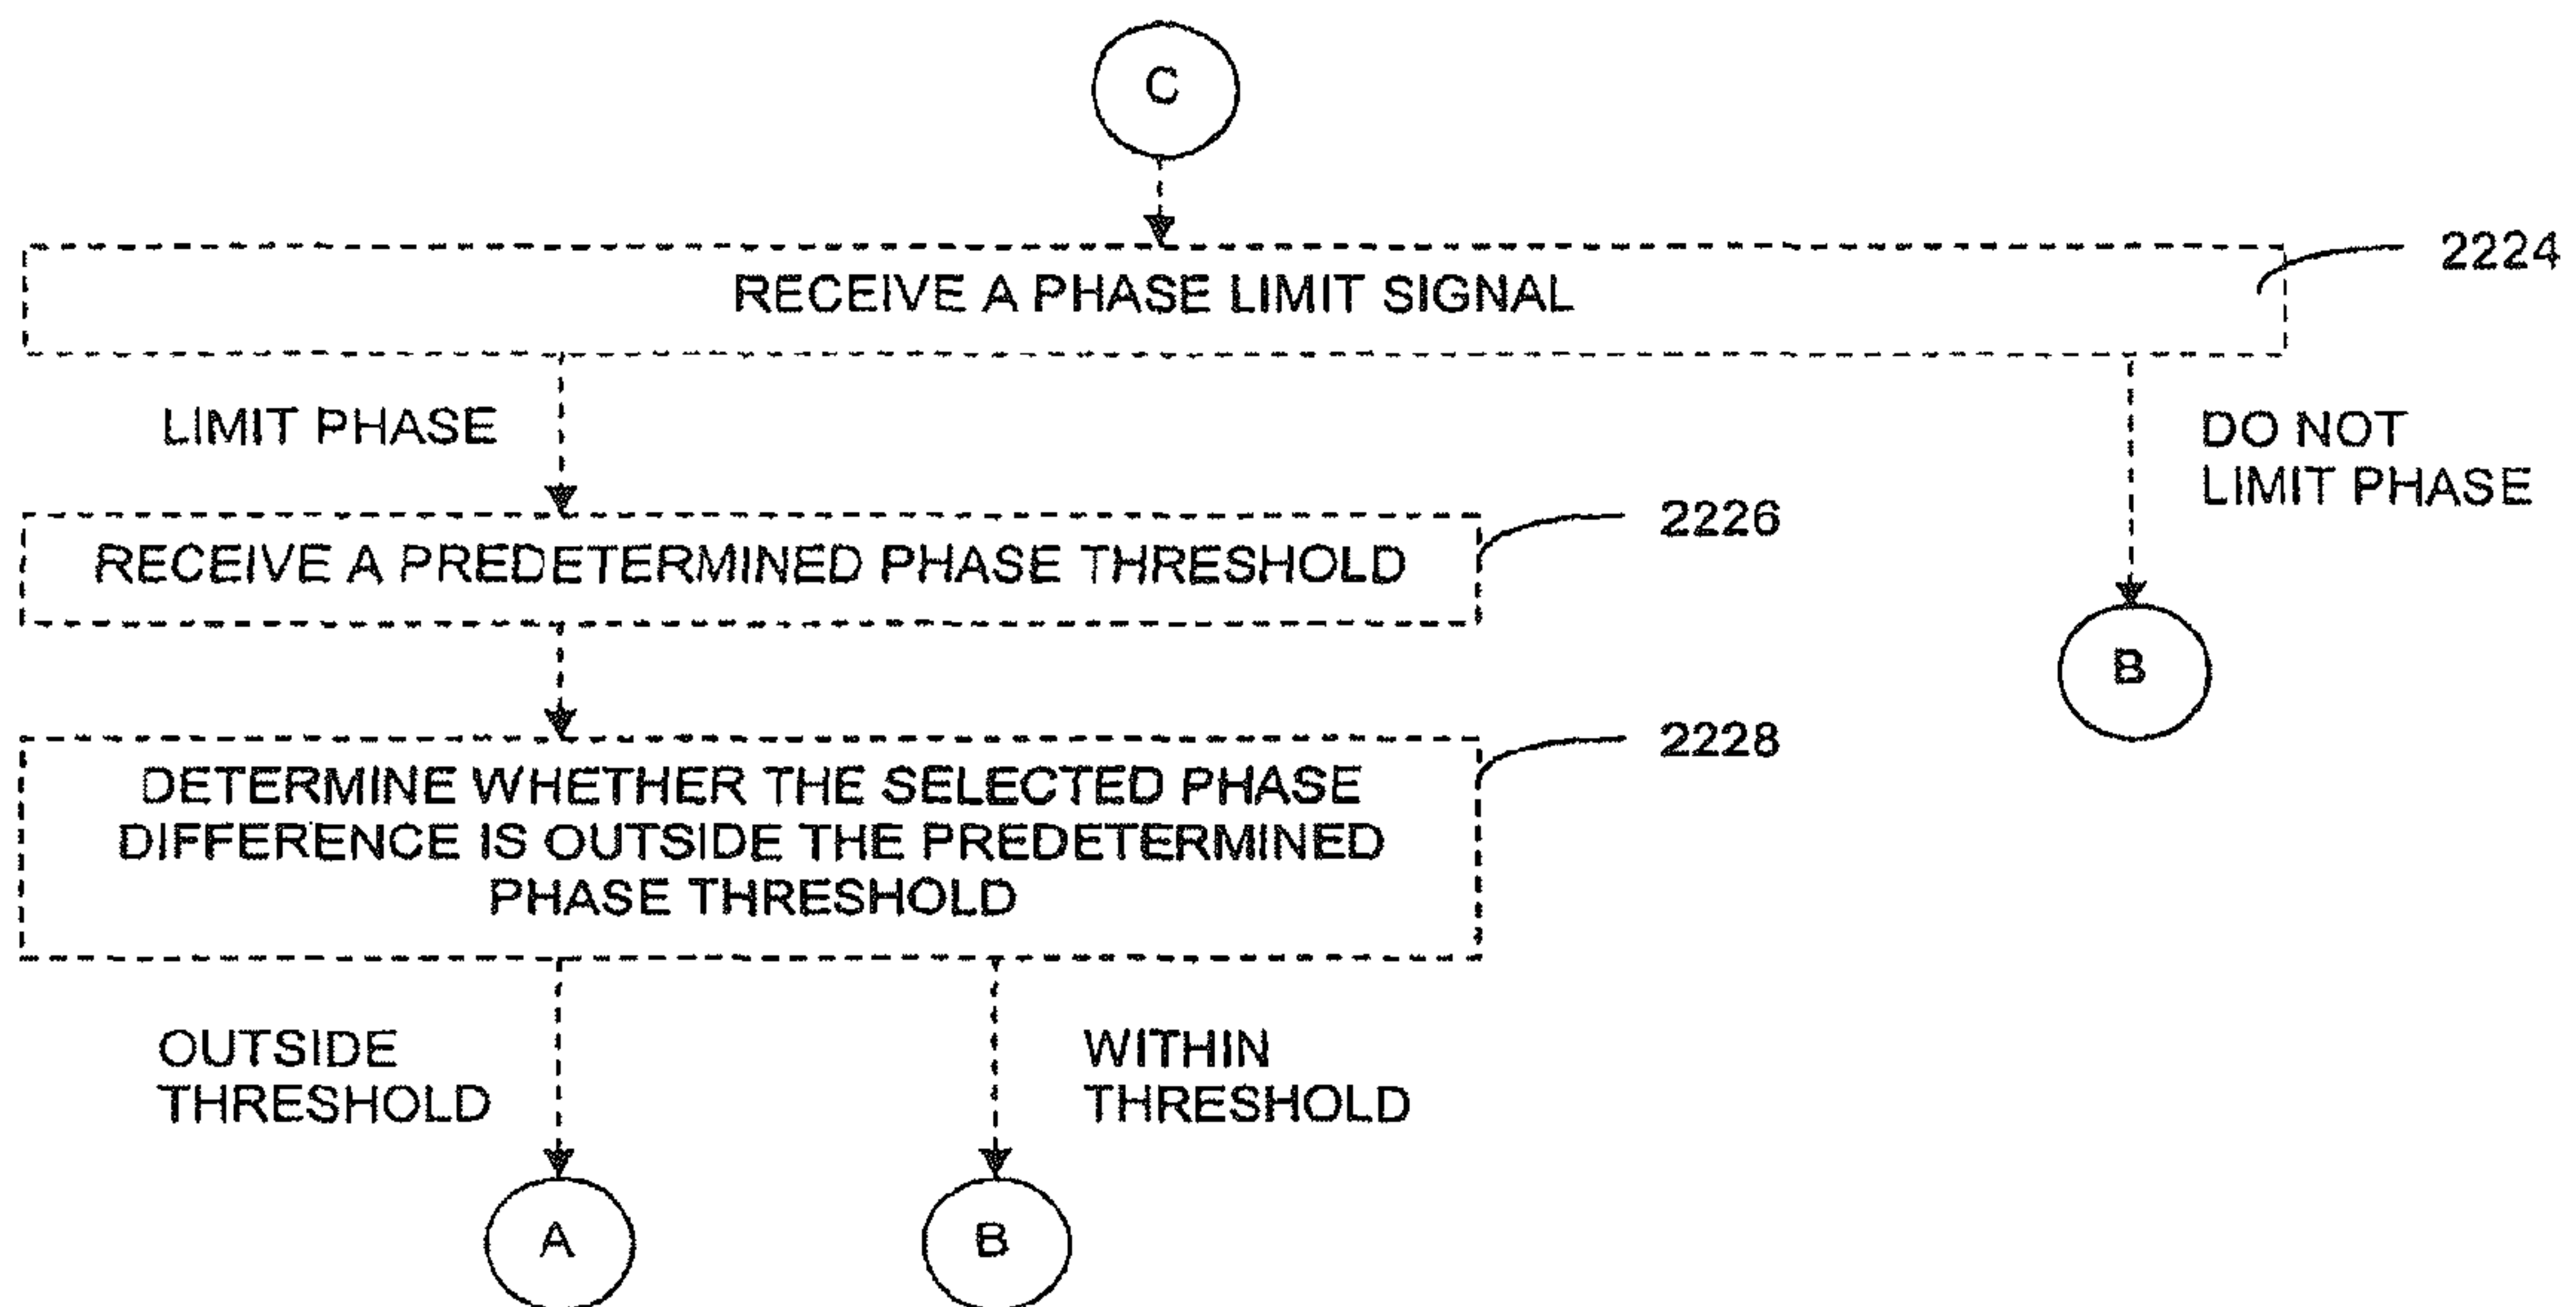 C
RECEIVE A PHASE LIMIT SIGNAL
2224
LIMIT PHASE
DO NOT
LIMIT PHASE
RECEIVE A PREDETERMINED PHASE THRESHOLD
2226
B
DETERMINE WHETHER THE SELECTED PHASE
DIFFERENCE IS OUTSIDE THE PREDETERMINED
PHASE THRESHOLD
2228
OUTSIDE
THRESHOLD
WITHIN
THRESHOLD
A
B